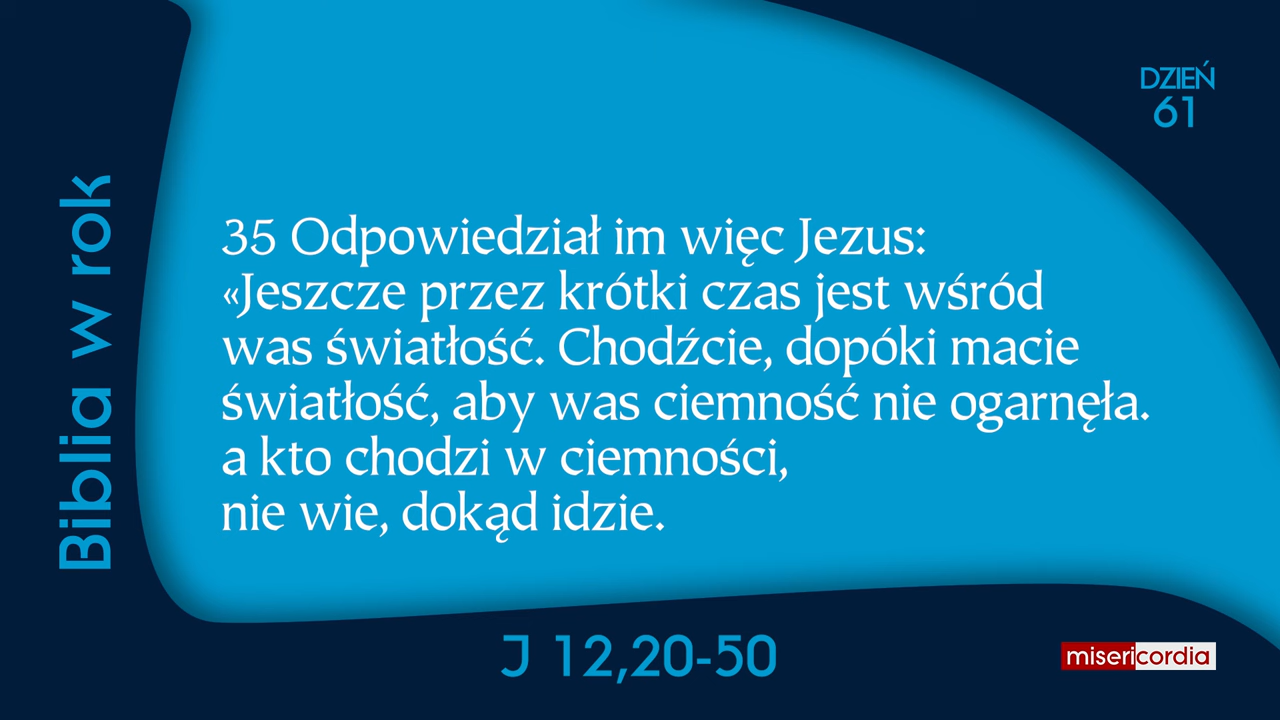 DZIEŃ
61
Biblia w rok
35 Odpowiedział im więc Jezus:
«Jeszcze przez krótki czas jest wśród
was światłość. Chodźcie, dopóki macie
światłość, aby was ciemność nie ogarnęła.
a kto chodzi w ciemności,
nie wie, dokąd idzie.
J 12,20-50
misericordia